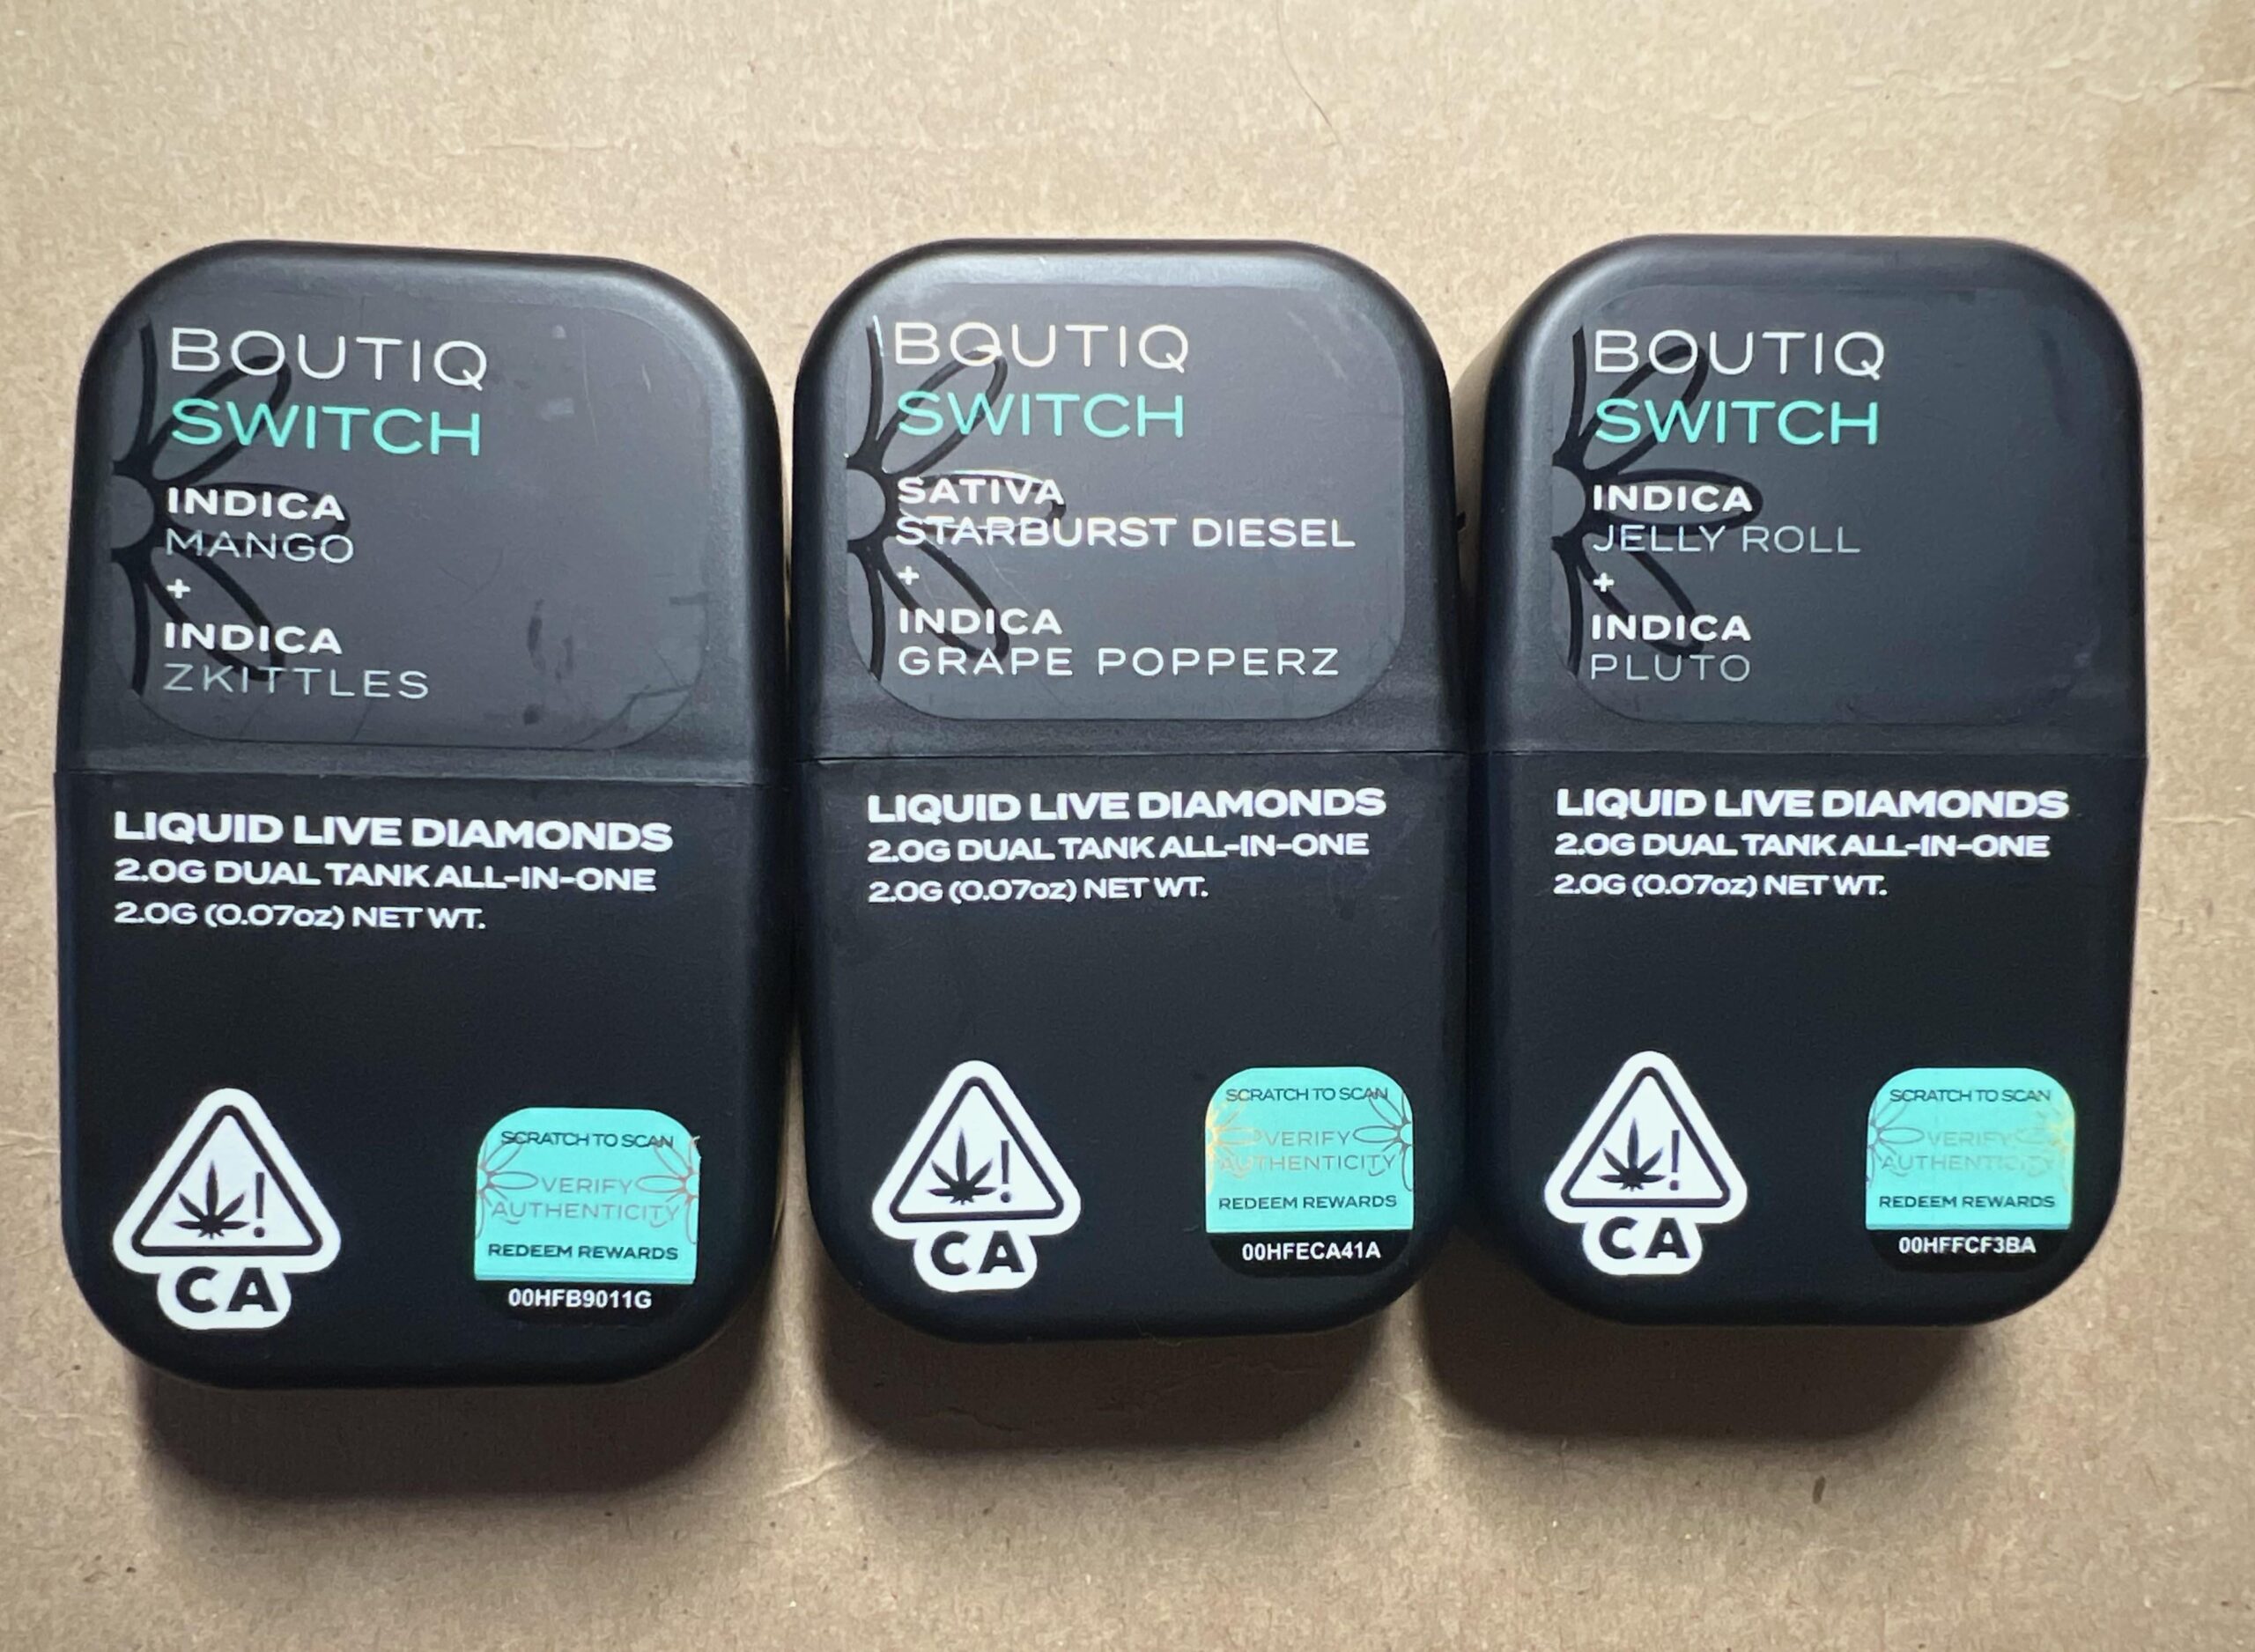 BOUTIQ
SWITCH
INDICA
MANGO
+
INDICA
ZKITTLES
LIQUID LIVE DIAMONDS
2.0G DUAL TANK ALL-IN-ONE
2.0G (0.07oz) NET WT.
!
CA
SCRATCH TO SCAN
VERIFY
AUTHENTICITY
REDEEM REWARDS
00HFB9011G
BOUTIQ
SWITCH
SATIVA
STARBURST DIESEL
+
INDICA
GRAPE POPPERZ
LIQUID LIVE DIAMONDS
2.0G DUAL TANK ALL-IN-ONE
2.0G (0.07oz) NET WT.
!
CA
SCRATCH TO SCAN
VERIFY
AUTHENTICITY
REDEEM REWARDS
00HFECA41A
BOUTIQ
SWITCH
INDICA
JELLY ROLL
+
INDICA
PLUTO
LIQUID LIVE DIAMONDS
2.0G DUAL TANK ALL-IN-ONE
2.0G (0.07oz) NET WT.
!
CA
SCRATCH TO SCAN
VERIFY
AUTHENTICITY
REDEEM REWARDS
00HFFCF3BA